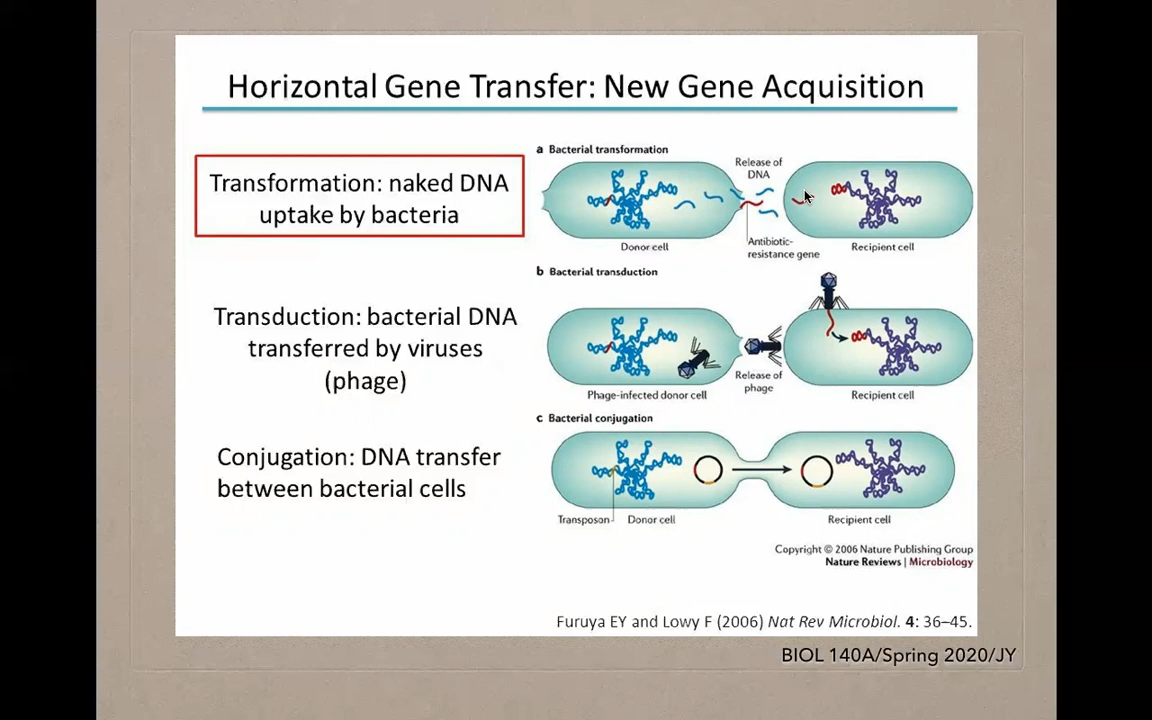 Horizontal Gene Transfer: New Gene Acquisition
Transformation: naked DNA
uptake by bacteria
a Bacterial transformation
Release of
DNA
Donor cell
Antibiotic-
resistance gene
Recipient cell
Transduction: bacterial DNA
transferred by viruses
(phage)
b Bacterial transduction
Phage-infected donor cell
Release of
phage
Recipient cell
Conjugation: DNA transfer
between bacterial cells
c Bacterial conjugation
Transposon
Donor cell
Recipient cell
Copyright © 2006 Nature Publishing Group
Nature Reviews | Microbiology
Furuya EY and Lowy F (2006) Nat Rev Microbiol. 4: 36–45.
BIOL 140A/Spring 2020/JY